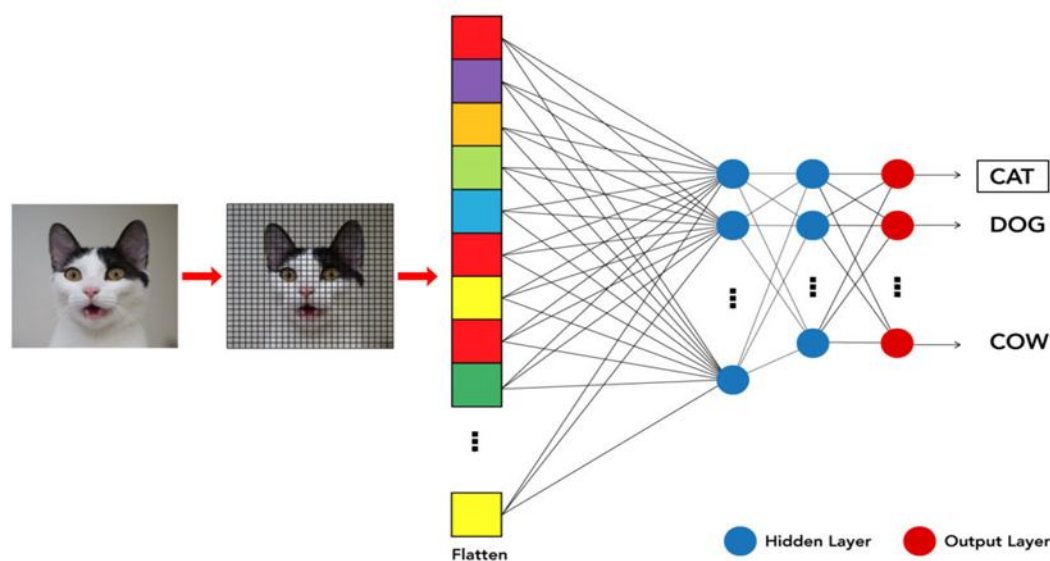 CAT
DOG
COW
Flatten
Hidden Layer
Output Layer